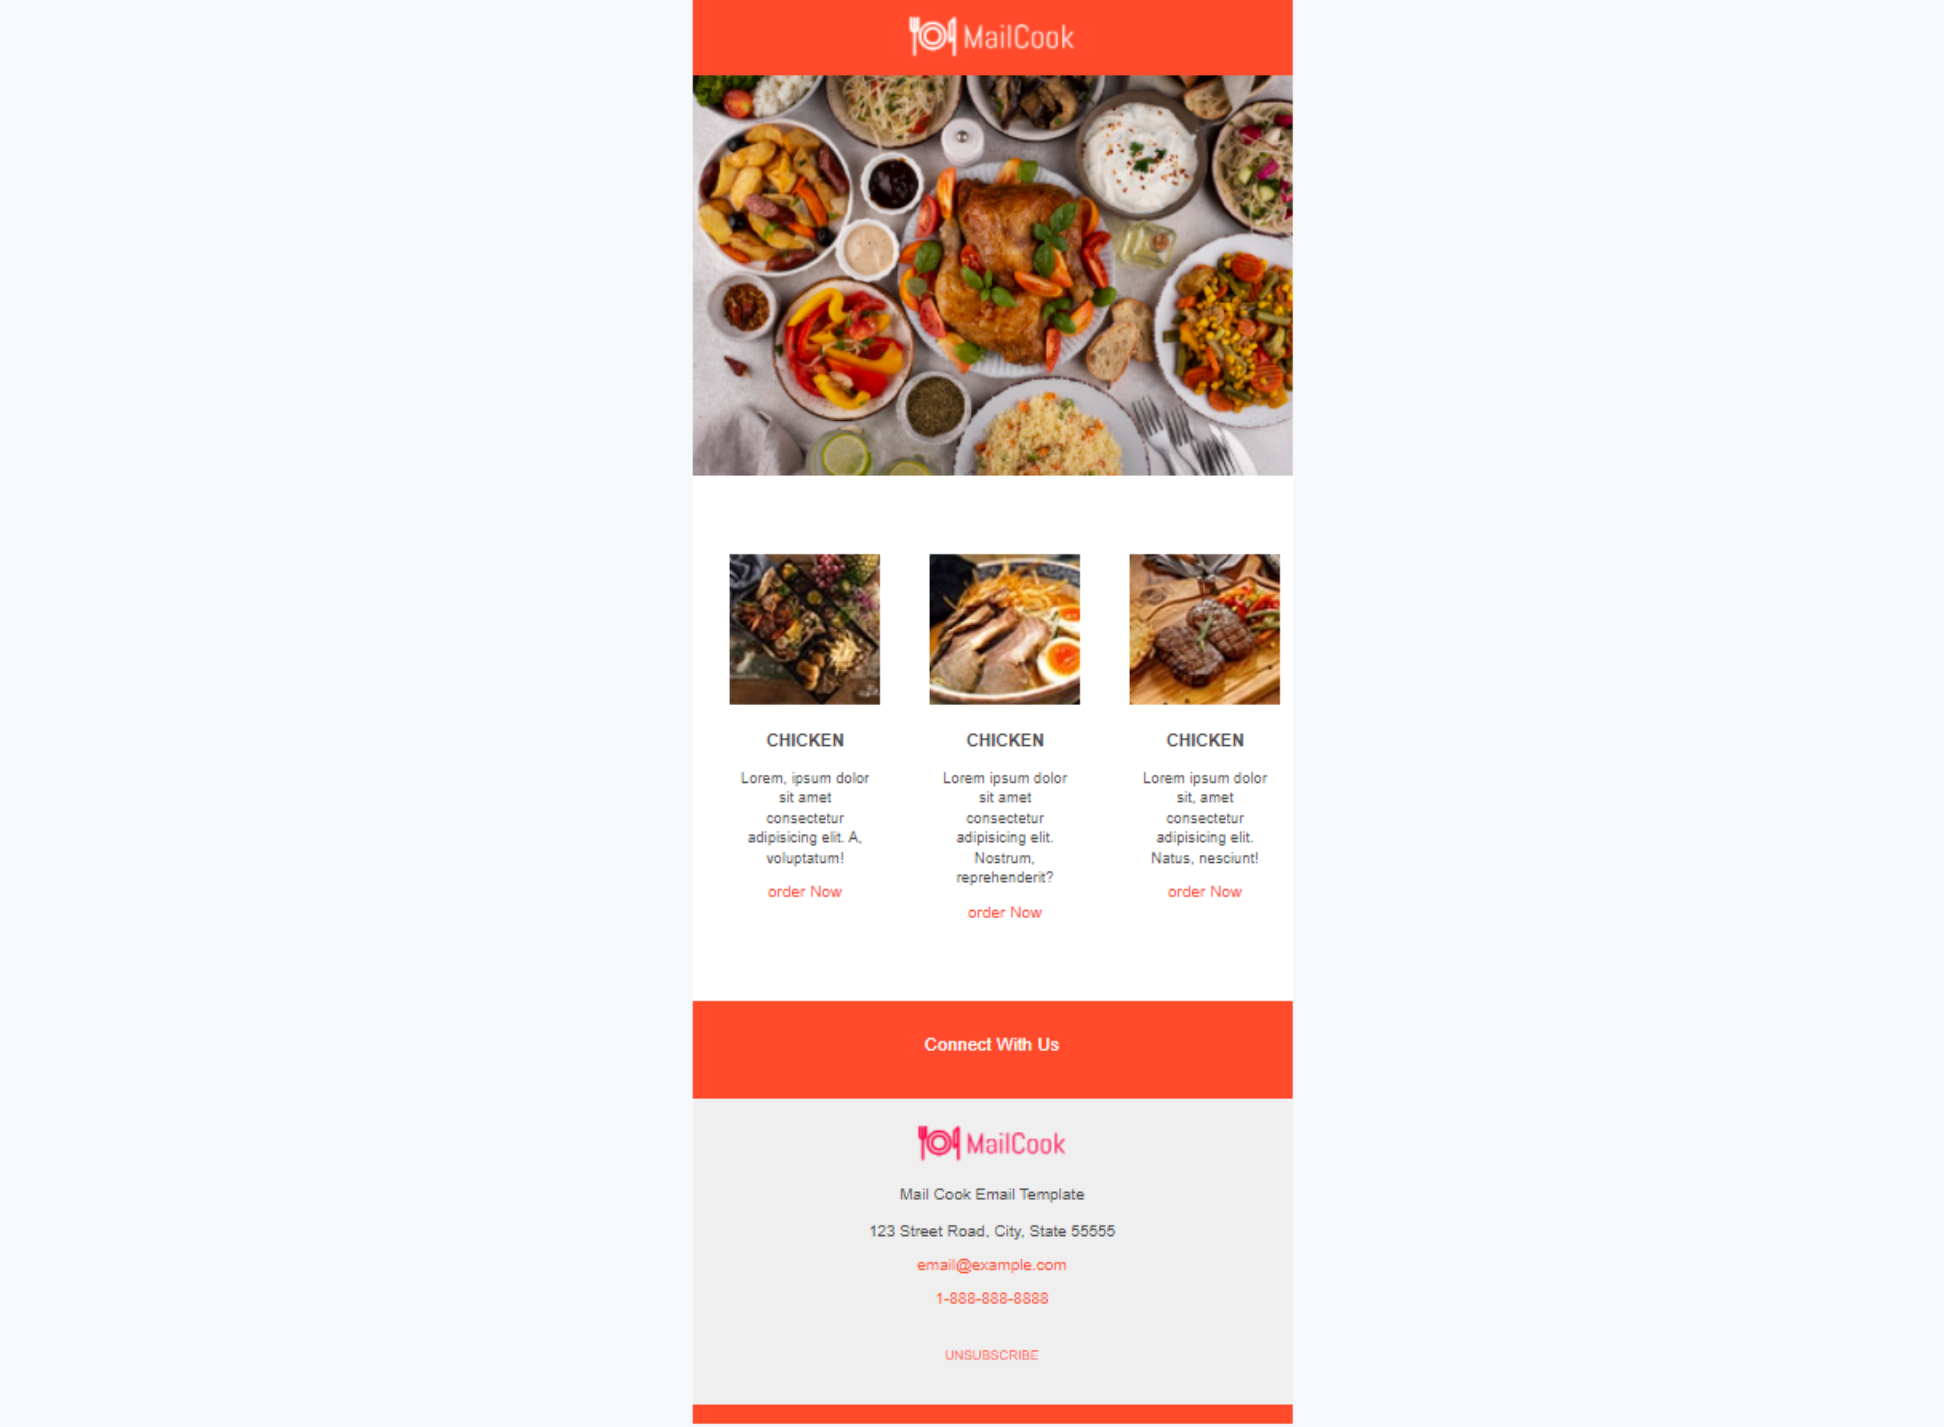 MailCook
CHICKEN
Lorem, ipsum dolor
sit amet
consectetur
adipisicing elit. A,
voluptatum!
order Now
CHICKEN
Lorem ipsum dolor
sit amet
consectetur
adipisicing elit.
Nostrum,
reprehenderit?
order Now
CHICKEN
Lorem ipsum dolor
sit, amet
consectetur
adipisicing elit.
Natus, nesciunt!
order Now
Connect With Us
MailCook
Mail Cook Email Template
123 Street Road, City, State 55555
email@example.com
1-888-888-8888
UNSUBSCRIBE